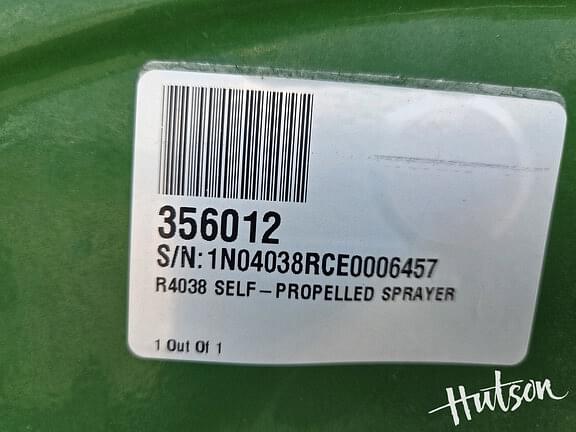 356012
S/N:1N04038RCE0006457
R4038 SELF-PROPELLED SPRAYER
1 Out Of 1
Hutson